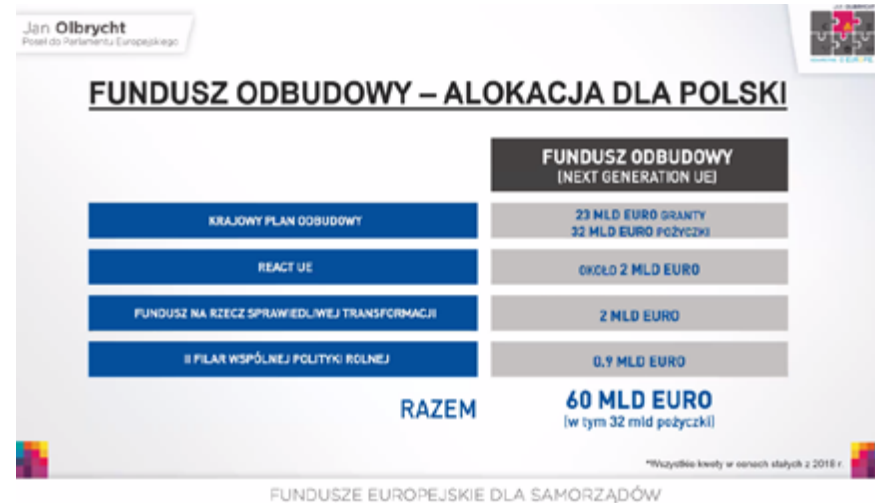 Jan Olbrycht
Poseł do Parlamentu Europejskiego
FUNDUSZ ODBUDOWY – ALOKACJA DLA POLSKI
FUNDUSZ ODBUDOWY
(NEXT GENERATION UE)
KRAJOWY PLAN ODBUDOWY
23 MLD EURO GRANTY
32 MLD EURO POŻYCZKI
REACT UE
OKOŁO 2 MLD EURO
FUNDUSZ NA RZECZ SPRAWIEDLIWEJ TRANSFORMACJI
2 MLD EURO
II FILAR WSPÓLNEJ POLITYKI ROLNEJ
0.9 MLD EURO
RAZEM
60 MLD EURO
(w tym 32 mld pożyczki)
*Wszystkie kwoty w cenach stałych z 2018 r.
FUNDUSZE EUROPEJSKIE DLA SAMORZĄDÓW